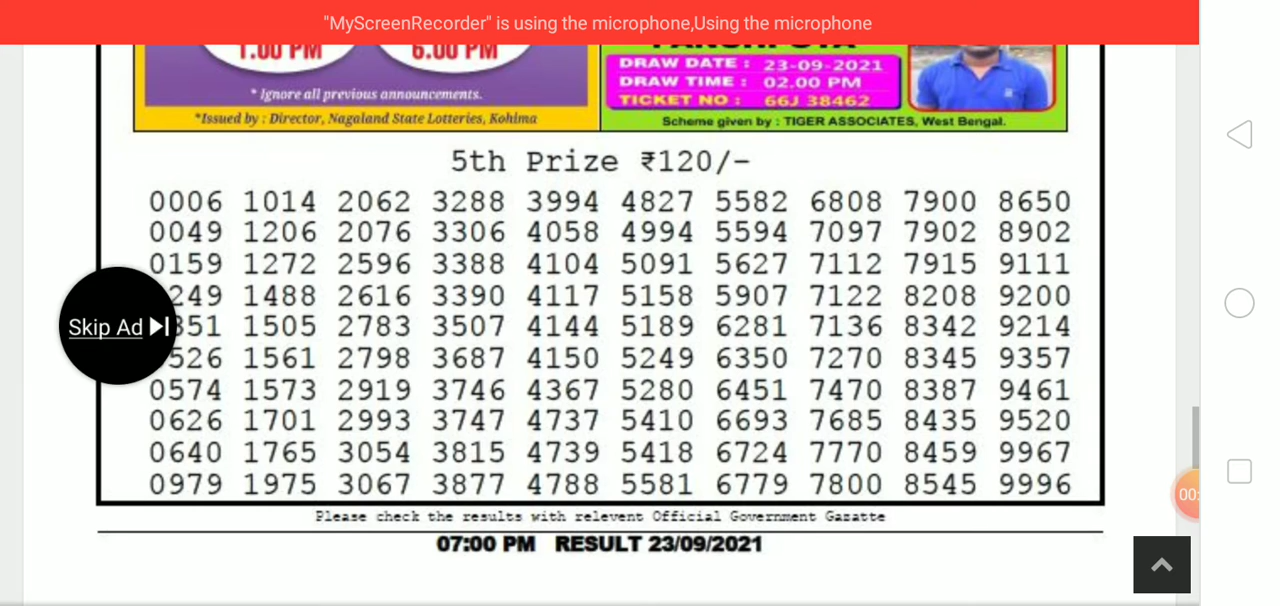 "MyScreenRecorder" is using the microphone,Using the microphone
1.00 PM 6.00 PM
* Ignore all previous announcements.
*Issued by : Director, Nagaland State Lotteries, Kohima
DRAW DATE : 23-09-2021
DRAW TIME : 02.00 PM
TICKET NO : 66J 38462
Scheme given by : TIGER ASSOCIATES, West Bengal.
5th Prize ₹120/-
0006 1014 2062 3288 3994 4827 5582 6808 7900 8650
0049 1206 2076 3306 4058 4994 5594 7097 7902 8902
0159 1272 2596 3388 4104 5091 5627 7112 7915 9111
249 1488 2616 3390 4117 5158 5907 7122 8208 9200
351 1505 2783 3507 4144 5189 6281 7136 8342 9214
526 1561 2798 3687 4150 5249 6350 7270 8345 9357
0574 1573 2919 3746 4367 5280 6451 7470 8387 9461
0626 1701 2993 3747 4737 5410 6693 7685 8435 9520
0640 1765 3054 3815 4739 5418 6724 7770 8459 9967
0979 1975 3067 3877 4788 5581 6779 7800 8545 9996
Skip Ad
00:
Please check the results with relevent Official Government Gazatte
07:00 PM RESULT 23/09/2021